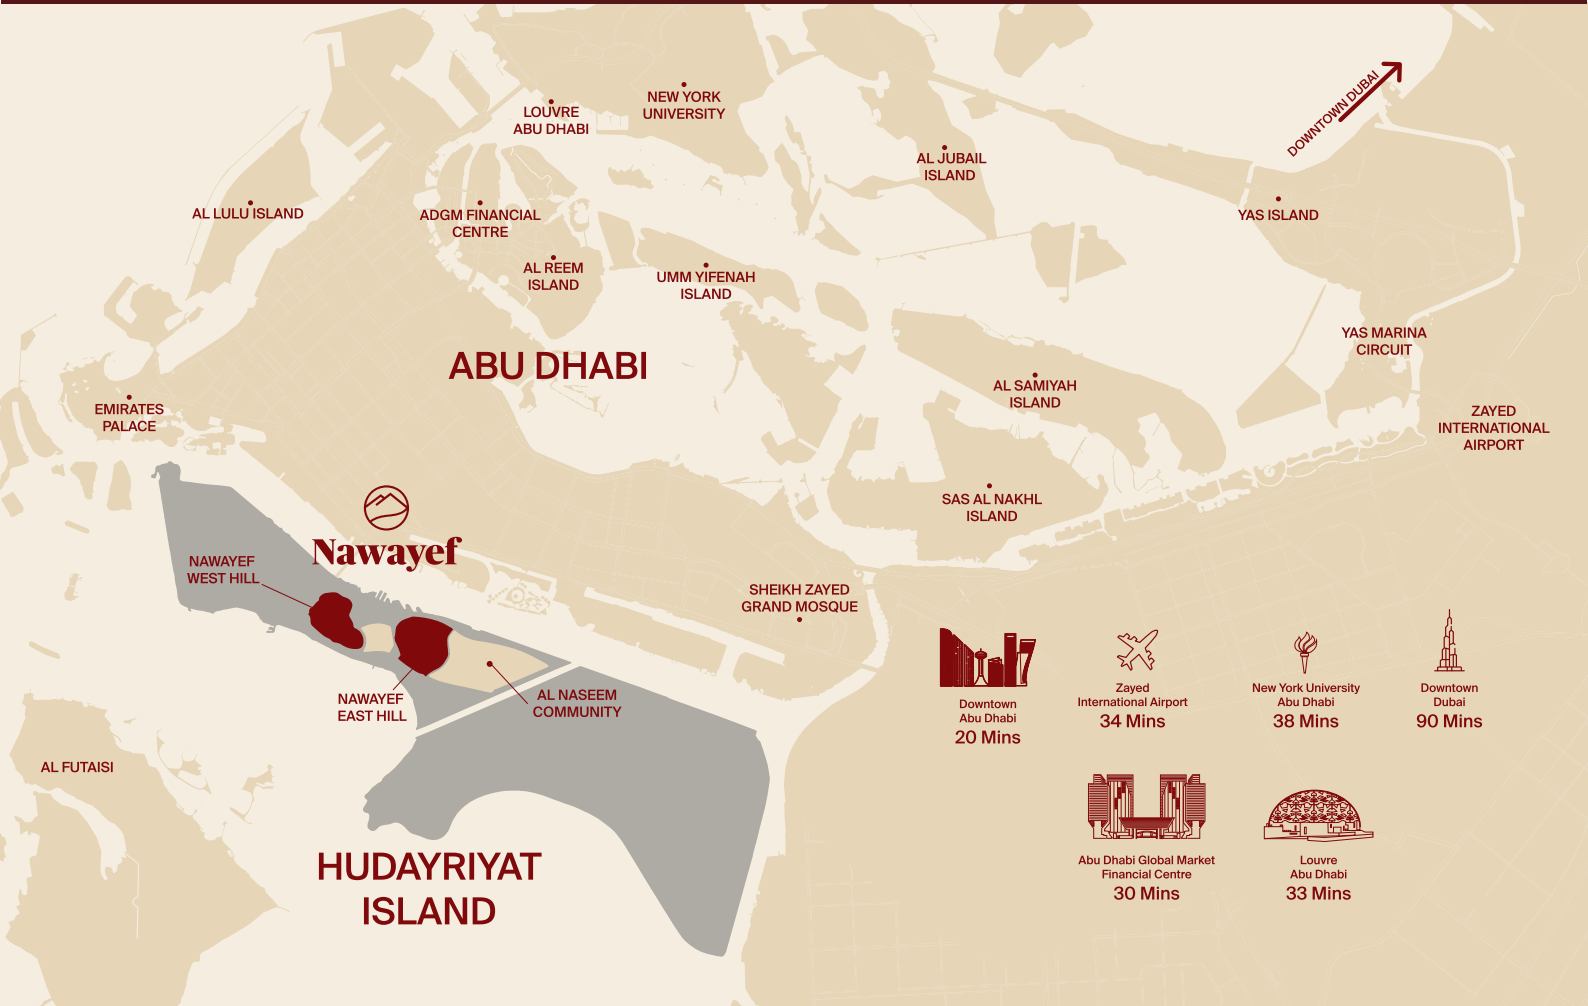 DOWNTOWN DUBAI
LOUVRE
ABU DHABI
NEW YORK
UNIVERSITY
AL JUBAIL
ISLAND
AL LULU ISLAND
ADGM FINANCIAL
CENTRE
YAS ISLAND
AL REEM
ISLAND
UMM YIFENAH
ISLAND
YAS MARINA
CIRCUIT
ABU DHABI
AL SAMIYAH
ISLAND
EMIRATES
PALACE
ZAYED
INTERNATIONAL
AIRPORT
SAS AL NAKHL
ISLAND
Nawayef
NAWAYEF
WEST HILL
SHEIKH ZAYED
GRAND MOSQUE
NAWAYEF
EAST HILL
AL NASEEM
COMMUNITY
AL FUTAISI
HUDAYRIYAT
ISLAND
Downtown
Abu Dhabi
20 Mins
Zayed
International Airport
34 Mins
New York University
Abu Dhabi
38 Mins
Downtown
Dubai
90 Mins
Abu Dhabi Global Market
Financial Centre
30 Mins
Louvre
Abu Dhabi
33 Mins